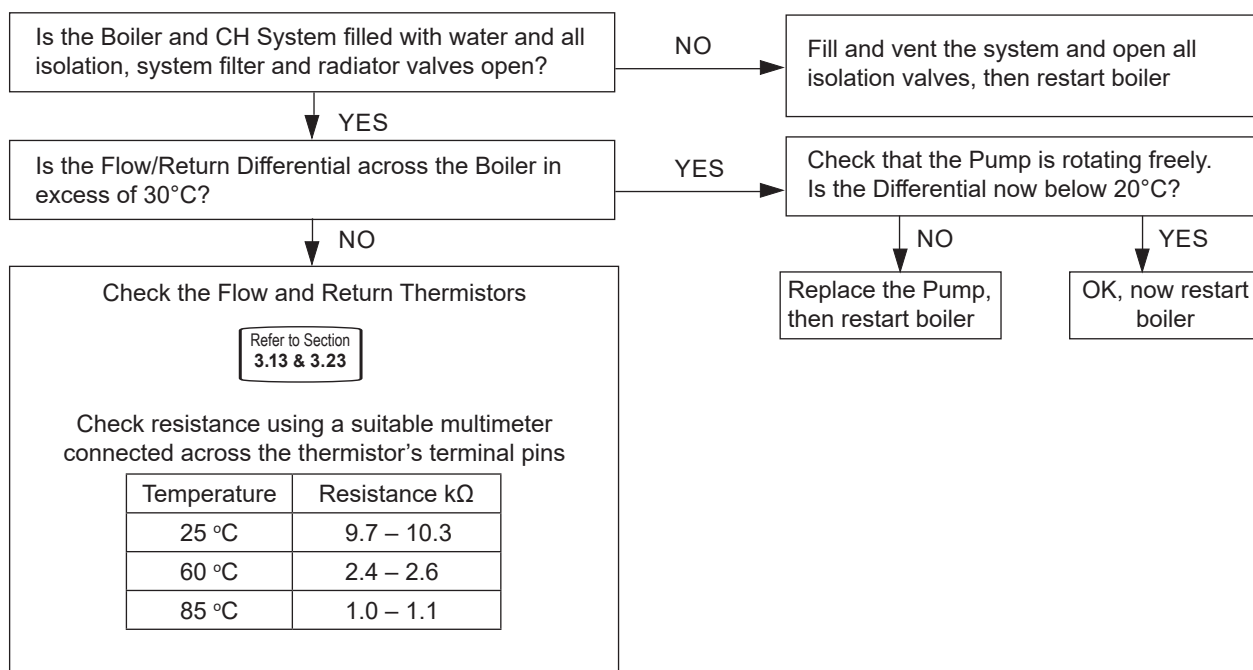 Is the Boiler and CH System filled with water and all
isolation, system filter and radiator valves open?
NO
Fill and vent the system and open all
isolation valves, then restart boiler
YES
Is the Flow/Return Differential across the Boiler in
excess of 30°C?
YES
Check that the Pump is rotating freely.
Is the Differential now below 20°C?
NO
NO
YES
Replace the Pump,
then restart boiler
OK, now restart
boiler
Check the Flow and Return Thermistors
Refer to Section
3.13 & 3.23
Check resistance using a suitable multimeter
connected across the thermistor’s terminal pins
Temperature Resistance kΩ
25 °C 9.7 – 10.3
60 °C 2.4 – 2.6
85 °C 1.0 – 1.1